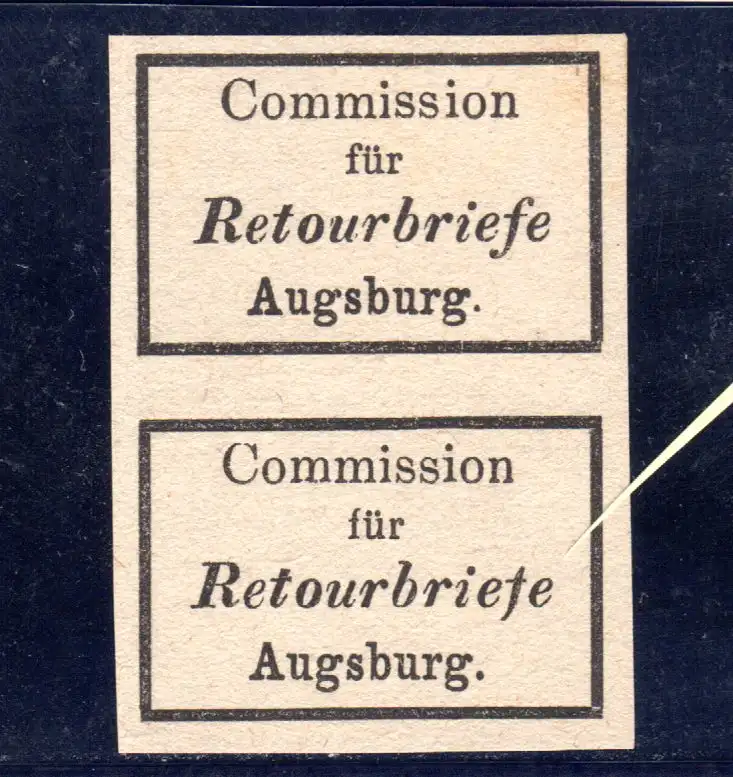 Commission
für
Retourbriefe
Augsburg.
Commission
für
Retourbriefe
Augsburg.